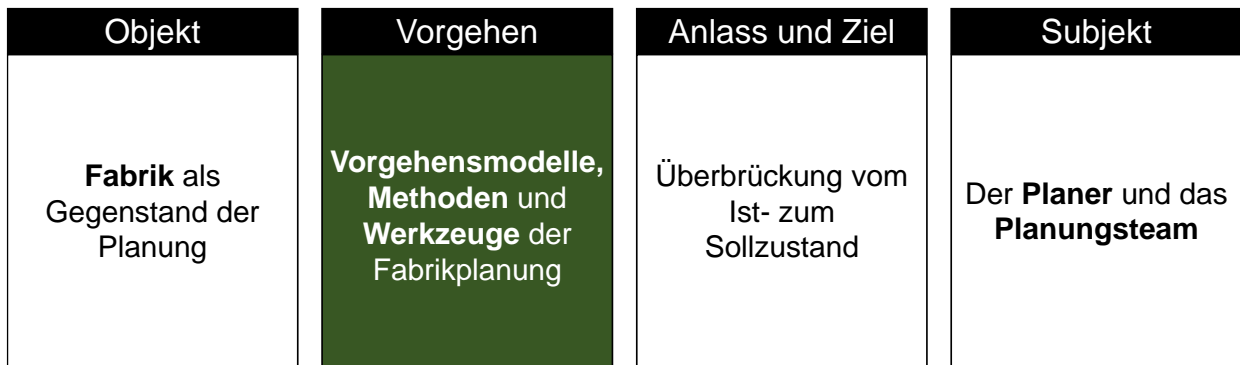 Objekt
Fabrik als
Gegenstand der
Planung
Vorgehen
Vorgehensmodelle,
Methoden und
Werkzeuge der
Fabrikplanung
Anlass und Ziel
Überbrückung vom
Ist- zum
Sollzustand
Subjekt
Der Planer und das
Planungsteam